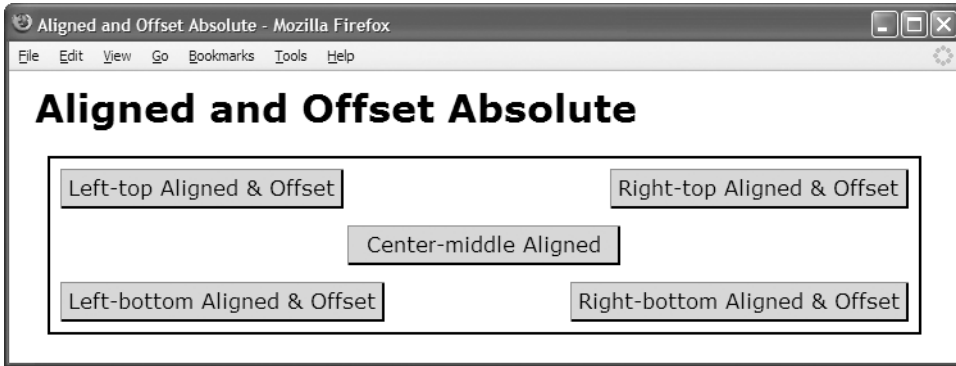 Aligned and Offset Absolute - Mozilla Firefox
File Edit View Go Bookmarks Tools Help
Aligned and Offset Absolute
Left-top Aligned & Offset Right-top Aligned & Offset
Center-middle Aligned
Left-bottom Aligned & Offset Right-bottom Aligned & Offset